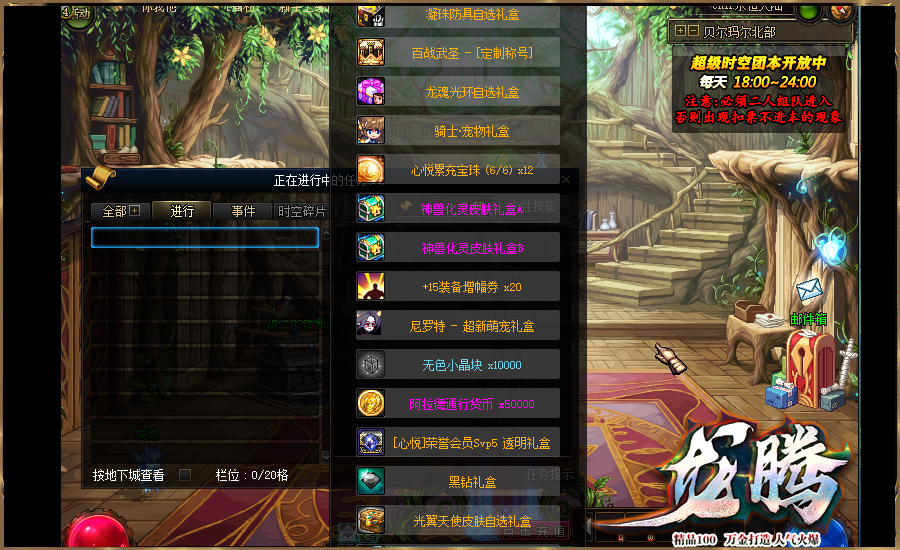 凝珠防具自选礼盒
贝尔玛尔北部
百战武圣 - [定制称号]
超级时空团本开放中
每天 18:00~24:00
龙魂光环自选礼盒
注意:必须二人组队进入
否则出现扣票不进本的现象
骑士·宠物礼盒
心悦累充宝珠 (6/6) x12
正在进行中的任务
全部
进行
事件
时空碎片
神兽化灵皮肤礼盒A
神兽化灵皮肤礼盒B
+15装备增幅券 x20
邮件箱
尼罗特 - 超新萌宠礼盒
无色小晶块 x10000
阿拉德通行货币 x50000
[心悦]荣誉会员Svp5 透明礼盒
按地下城查看
栏位：0/20格
任务提示
黑钻礼盒
光翼天使皮肤自选礼盒
点击充值
龙腾
精品100 万金打造人气火爆